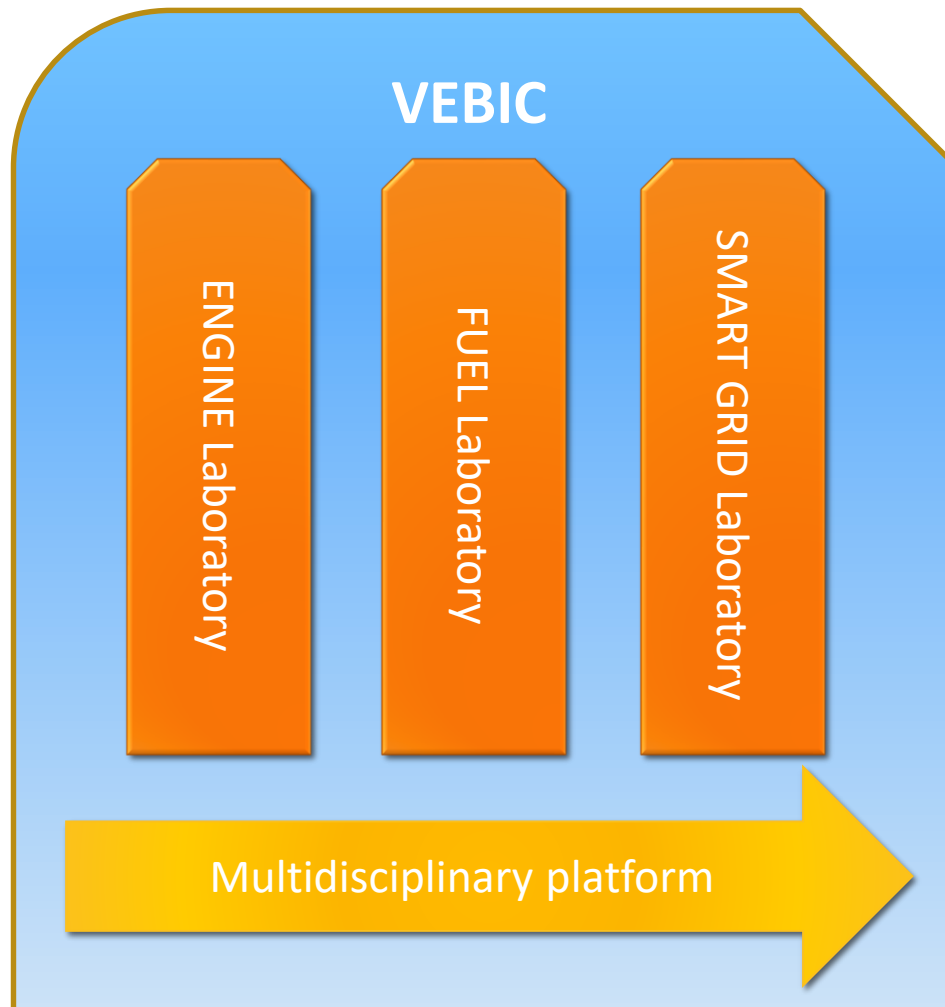 VEBIC
ENGINE Laboratory
FUEL Laboratory
SMART GRID Laboratory
Multidisciplinary platform